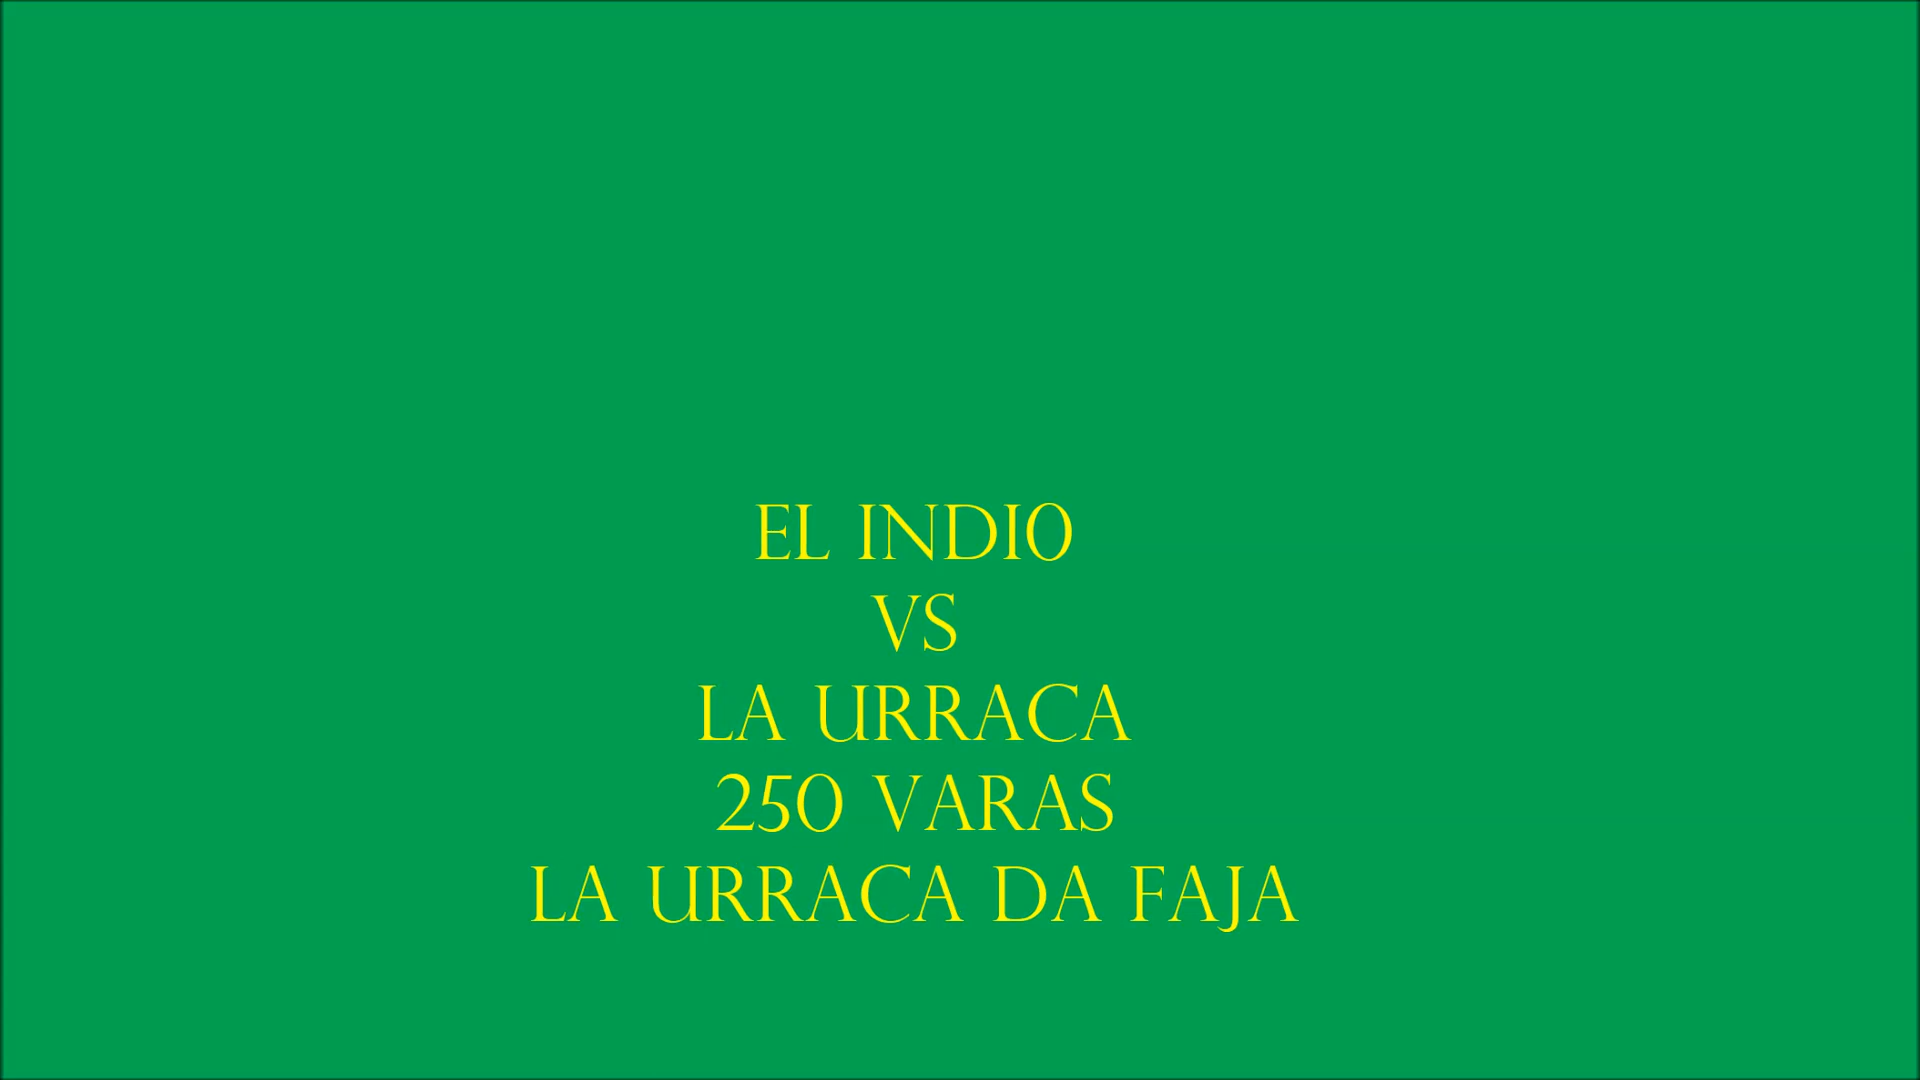 EL INDIO
VS
LA URRACA
250 VARAS
LA URRACA DA FAJA